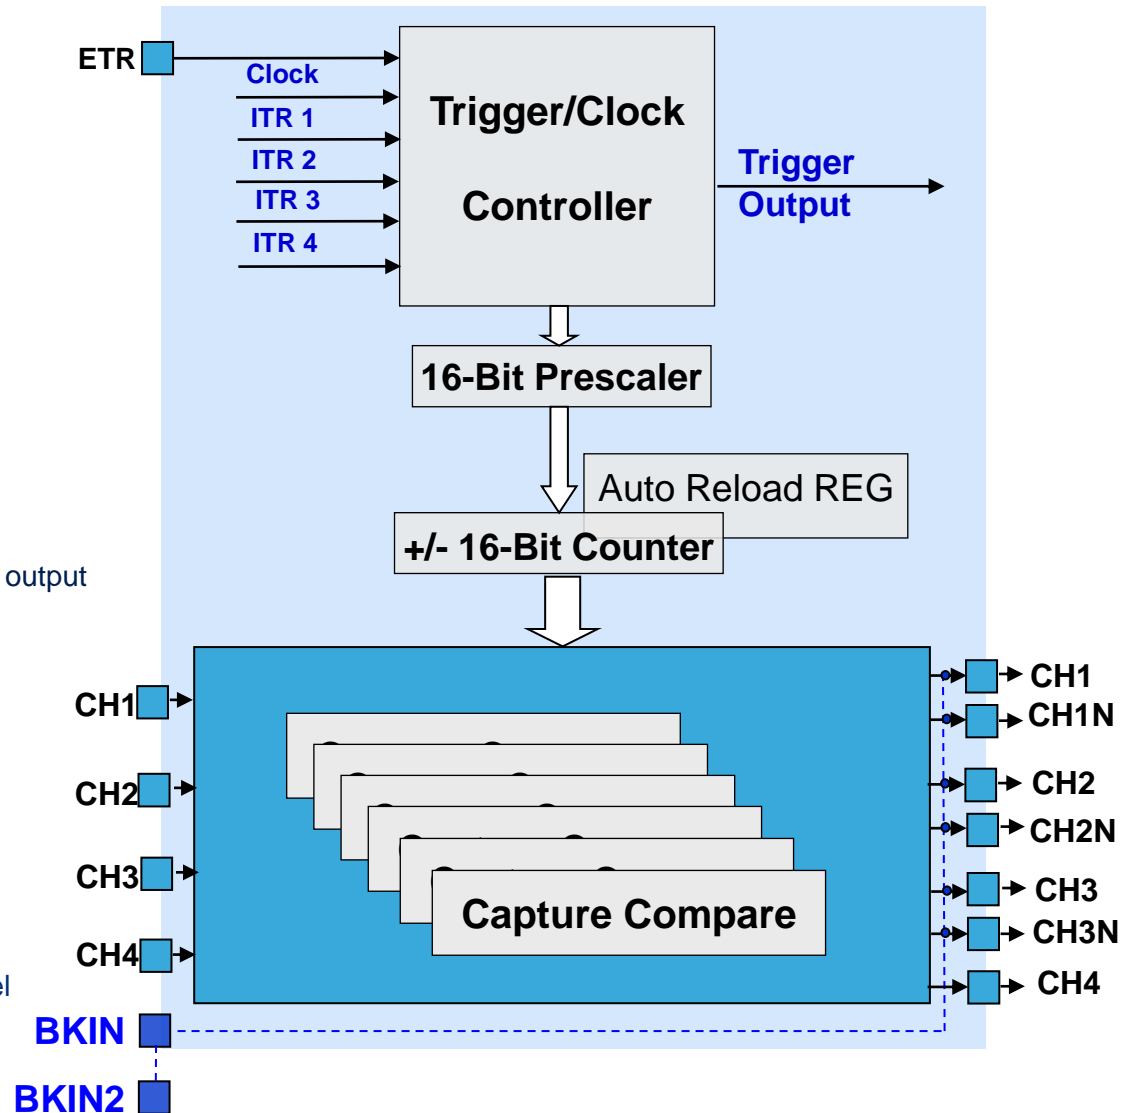 ETR
Clock
ITR 1
ITR 2
ITR 3
ITR 4
Trigger/Clock
Controller
Trigger
Output
16-Bit Prescaler
Auto Reload REG
+/- 16-Bit Counter
output
CH1
CH2
CH3
CH4
Capture Compare
CH1
CH1N
CH2
CH2N
CH3
CH3N
CH4
BKIN
BKIN2